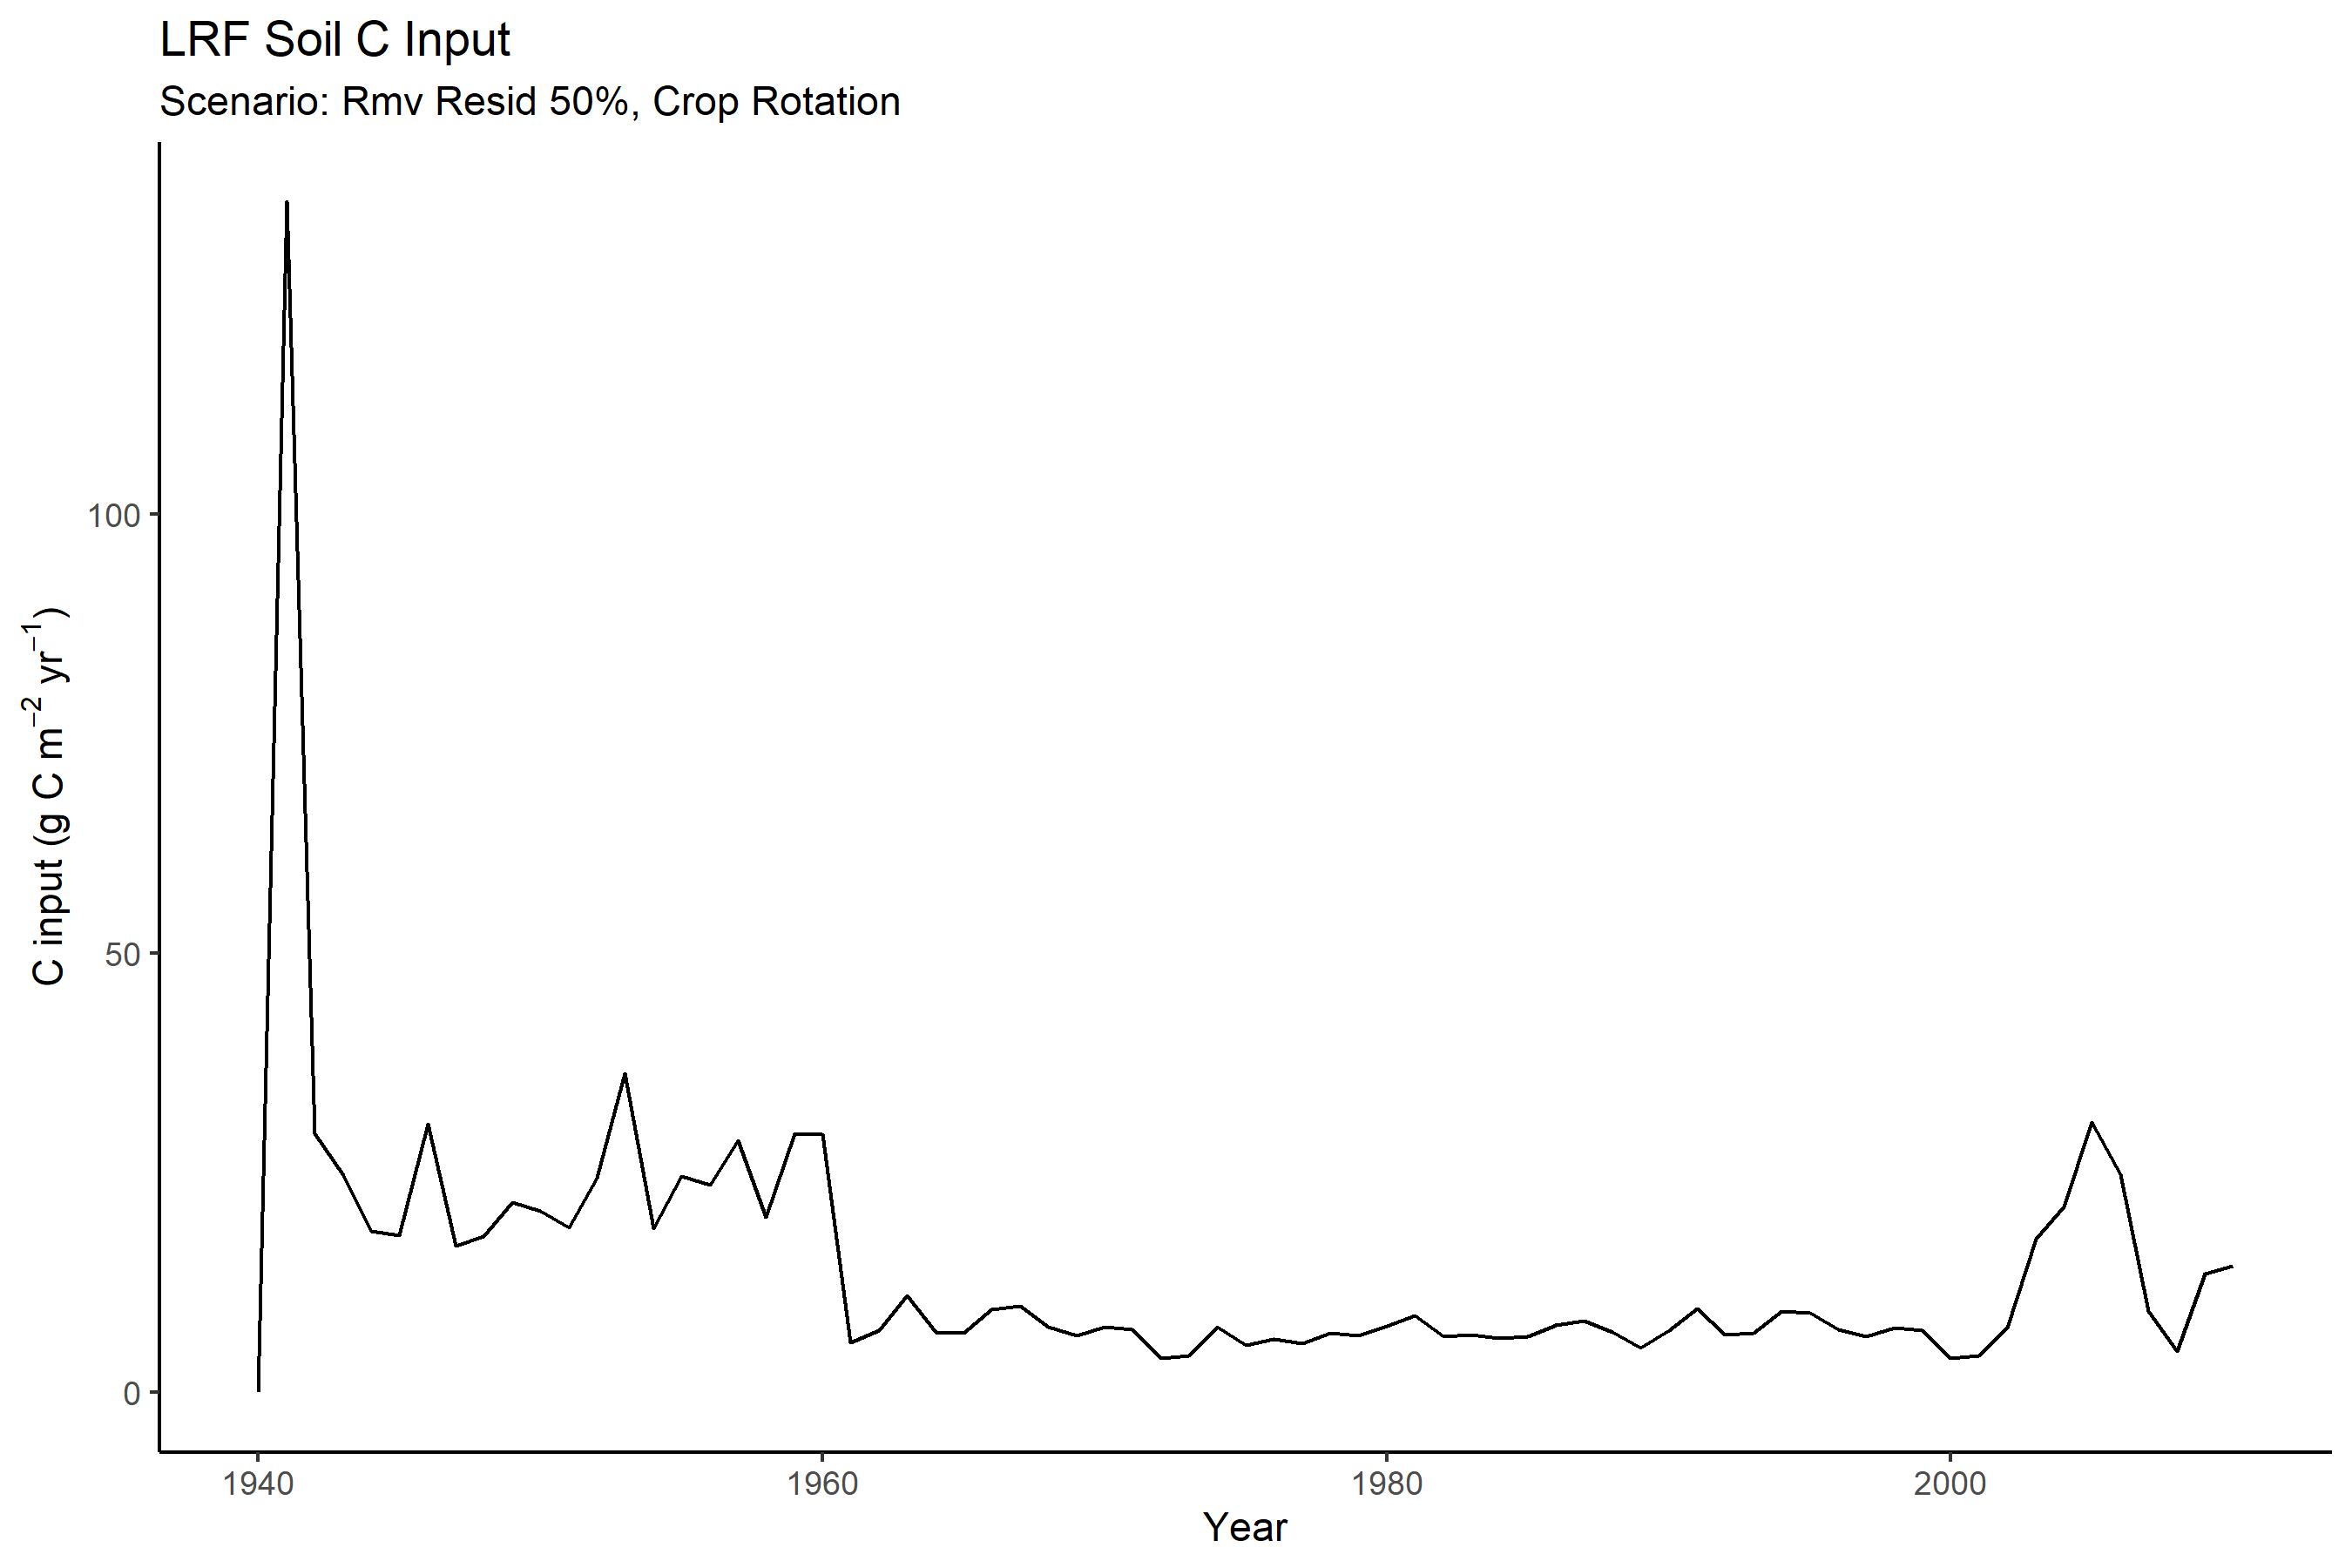 LRF Soil C Input
Scenario: Rmv Resid 50%, Crop Rotation
C input (g C m⁻² yr⁻¹)
100
50
0
1940 1960 1980 2000
Year